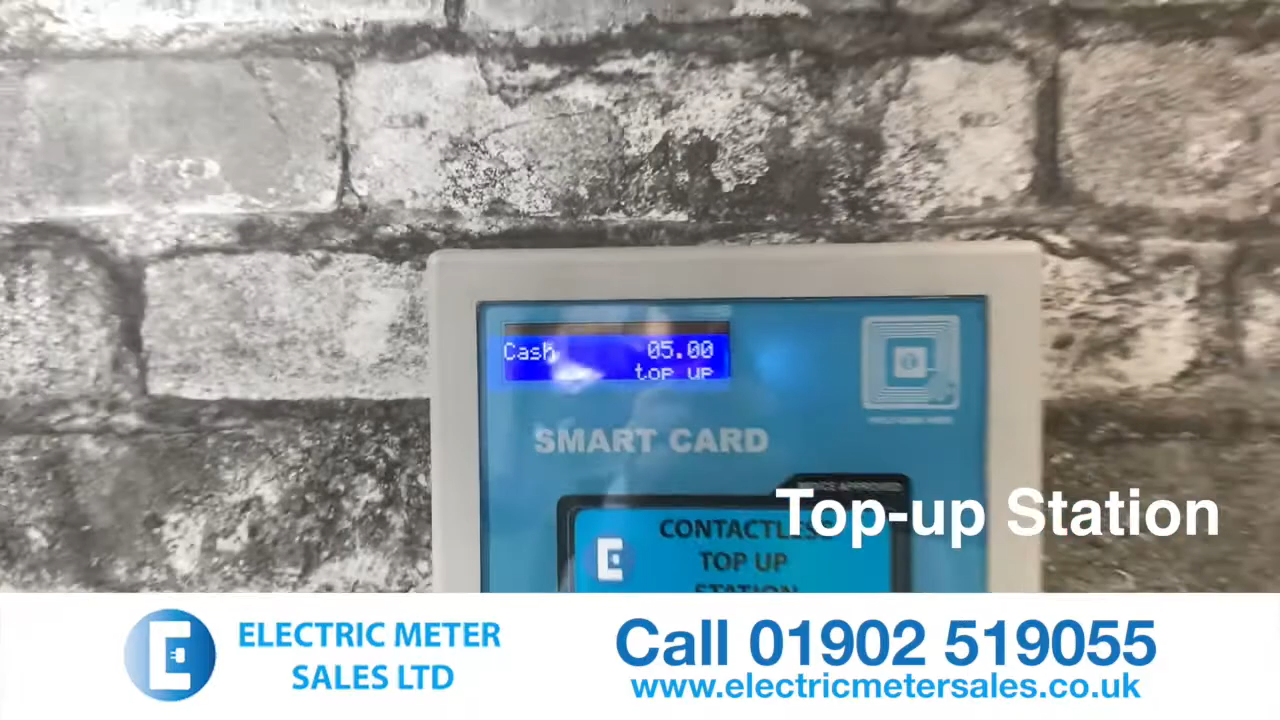 Cash 05.00
top up
SMART CARD
Top-up Station
CONTACTLESS
TOP UP
STATION
E
ELECTRIC METER
SALES LTD
Call 01902 519055
www.electricmetersales.co.uk